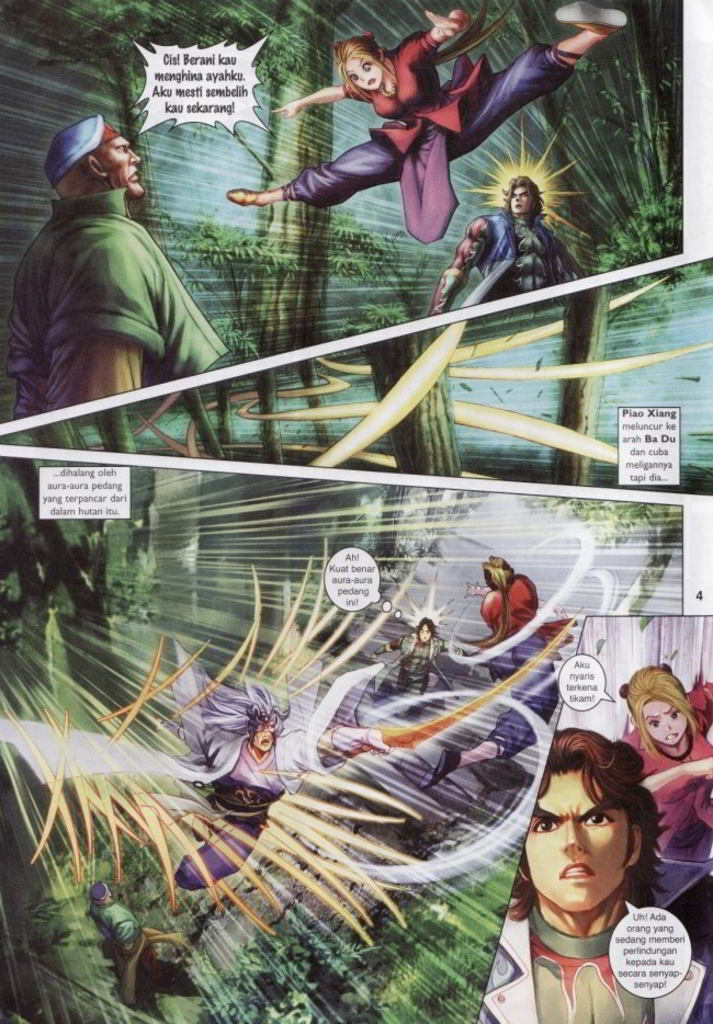 Cis! Berani kau
menghina ayahku.
Aku mesti sembelih
kau sekarang!
Piao Xiang
meluncur ke
arah Ba Du
dan cuba
meligannya
tapi dia...
...dihalang oleh
aura-aura pedang
yang terpancar dari
dalam hutan itu.
Ah!
Kuat benar
aura-aura
pedang
ini!
4
Aku
nyaris
terkena
tikam!
Uh! Ada
orang yang
sedang memberi
perlindungan
kepada kau
secara senyap-
senyap!